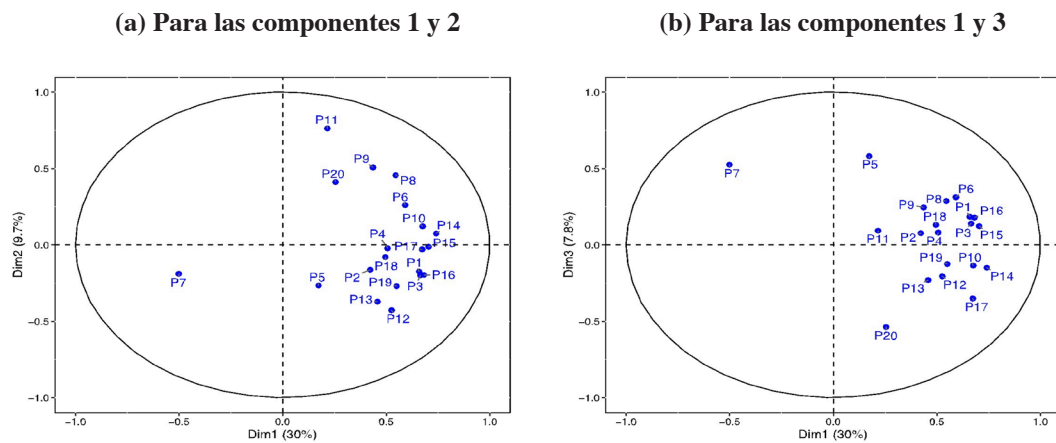 (a) Para las componentes 1 y 2
(b) Para las componentes 1 y 3
1.0
0.5
0.0
−0.5
−1.0
Dim2 (9.7%)
P11
P9
P8
P20
P6
P10
P14
P4
P17
P15
P18
P1
P2
P16
P7
P5
P19
P3
P13
P12
−1.0
−0.5
0.0
0.5
1.0
Dim1 (30%)
1.0
0.5
0.0
−0.5
−1.0
Dim3 (7.8%)
P7
P5
P6
P8
P9
P1
P16
P18
P11
P2
P4
P3
P15
P19
P10
P14
P13
P12
P17
P20
−1.0
−0.5
0.0
0.5
1.0
Dim1 (30%)